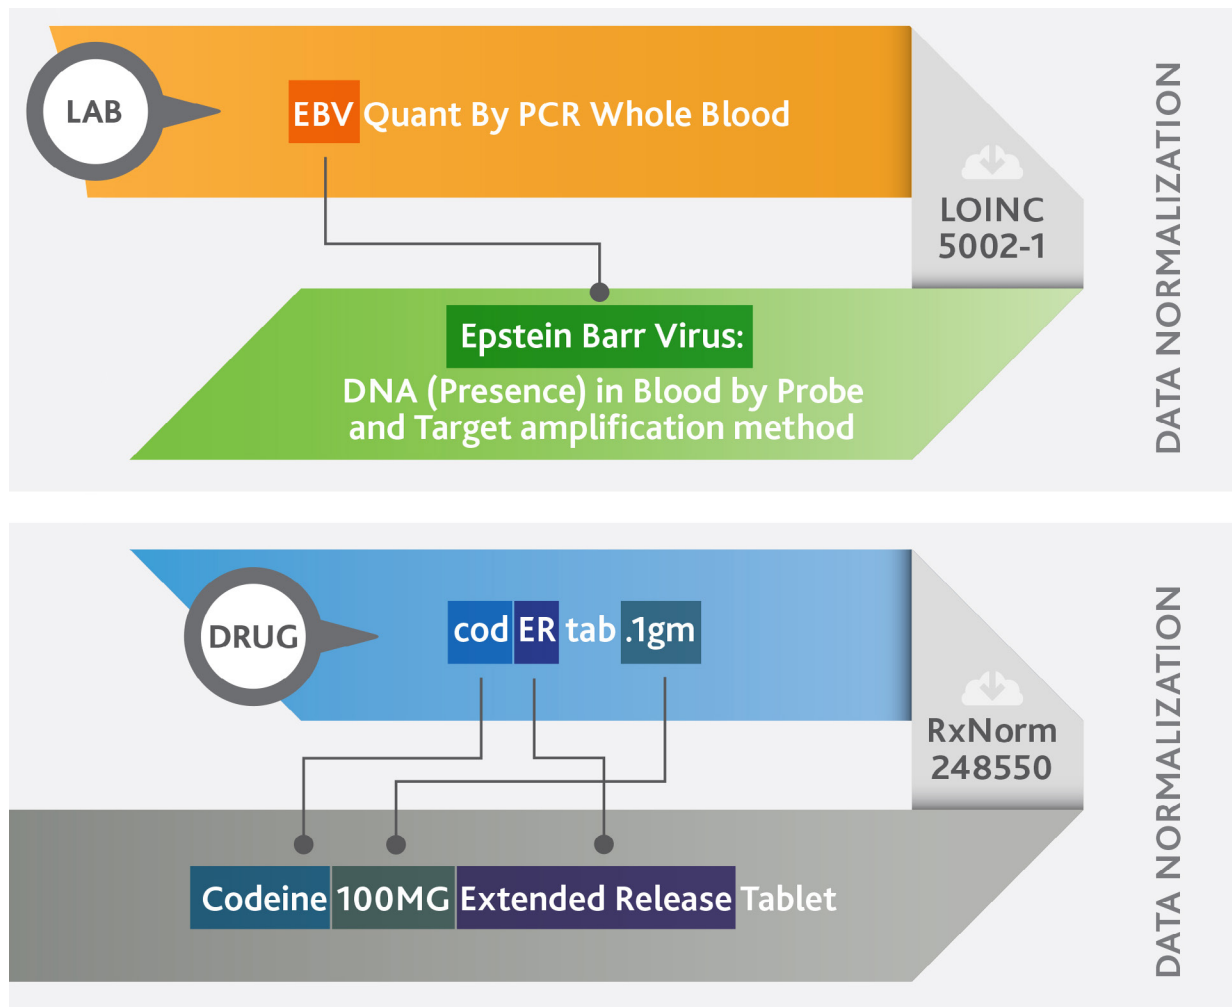 LAB
EBV Quant By PCR Whole Blood
LOINC
5002-1
Epstein Barr Virus:
DNA (Presence) in Blood by Probe
and Target amplification method
DATA NORMALIZATION
DRUG
cod ER tab .1gm
RxNorm
248550
Codeine 100MG Extended Release Tablet
DATA NORMALIZATION